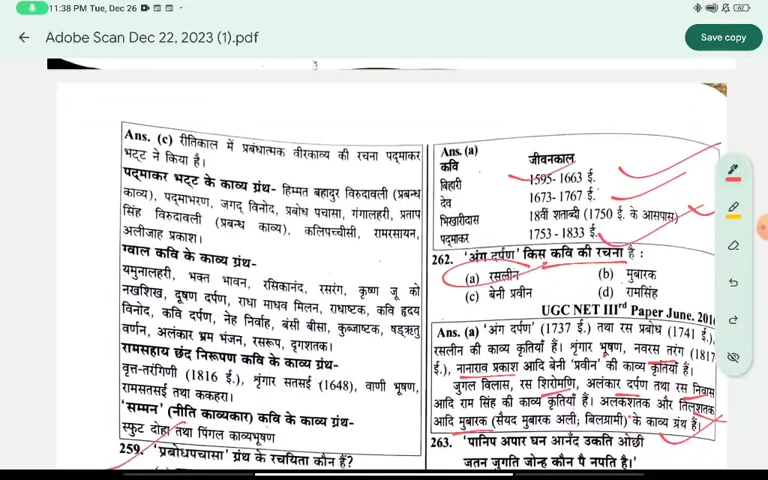 11:38 PM Tue, Dec 26
62
Adobe Scan Dec 22, 2023 (1).pdf
Save copy
Ans. (c) रीतिकाल में प्रबंधात्मक वीरकाव्य की रचना पद्माकर
भट्ट ने किया है।
पद्माकर भट्ट के काव्य ग्रंथ- हिम्मत बहादुर विरुदावली (प्रबन्ध
काव्य), पद्माभरण, जगद् विनोद, प्रबोध पचासा, गंगालहरी, प्रताप
सिंह विरुदावली (प्रबन्ध काव्य). कलिपच्चीसी, रामरसायन,
अलीजाह प्रकाश।
ग्वाल कवि के काव्य ग्रंथ-
यमुनालहरी, भक्त भावन, रसिकानंद, रसरंग, कृष्ण जू को
नखशिख, दूषण दर्पण, राधा माधव मिलन, राधाष्टक, कवि हृदय
विनोद, कवि दर्पण, नेह निर्वाह, बंसी बीसा, कुब्जाष्टक, षड्ऋतु
वर्णन, अलंकार भ्रम भंजन, रसरूप, दृगशतक।
रामसहाय छंद निरूपण कवि के काव्य ग्रंथ-
वृत्त-तरंगिणी (1816 ई.), शृंगार सतसई (1648), वाणी भूषण,
रामसतसई तथा ककहरा।
'सम्मन' (नीति काव्यकार) कवि के काव्य ग्रंथ-
स्फुट दोहा तथा पिंगल काव्यभूषण
259. 'प्रबोधपचासा' ग्रंथ के रचयिता कौन हैं?
Ans. (a)
कवि जीवनकाल
बिहारी 1595-1663 ई.
देव 1673-1767 ई.
भिखारीदास 18वीं शताब्दी (1750 ई. के आसपास)
पद्माकर 1753-1833 ई.
262. 'अंग दर्पण' किस कवि की रचना है :
(a) रसलीन (b) मुबारक
(c) बेनी प्रवीन (d) रामसिंह
UGC NET IIIrd Paper June.
Ans. (a) 'अंग दर्पण' (1737 ई.) तथा रस प्रबोध (1741 ई.),
रसलीन की काव्य कृतियाँ हैं। शृंगार भूषण, नवरस तरंग (1817
ई.), नानाराव प्रकाश आदि बेनी 'प्रवीन' की काव्य कृतियाँ हैं।
जुगल विलास, रस शिरोमणि, अलंकार दर्पण तथा रस निवास
आदि राम सिंह की काव्य कृतियाँ हैं। अलकशतक और तिलशतक
आदि मुबारक (सैयद मुबारक अली; बिलग्रामी) के काव्य ग्रंथ हैं।
263. 'पानिप अपार घन आनँद उकति ओछी
जतन जुगति जोन्ह कौन पै नपति है।'